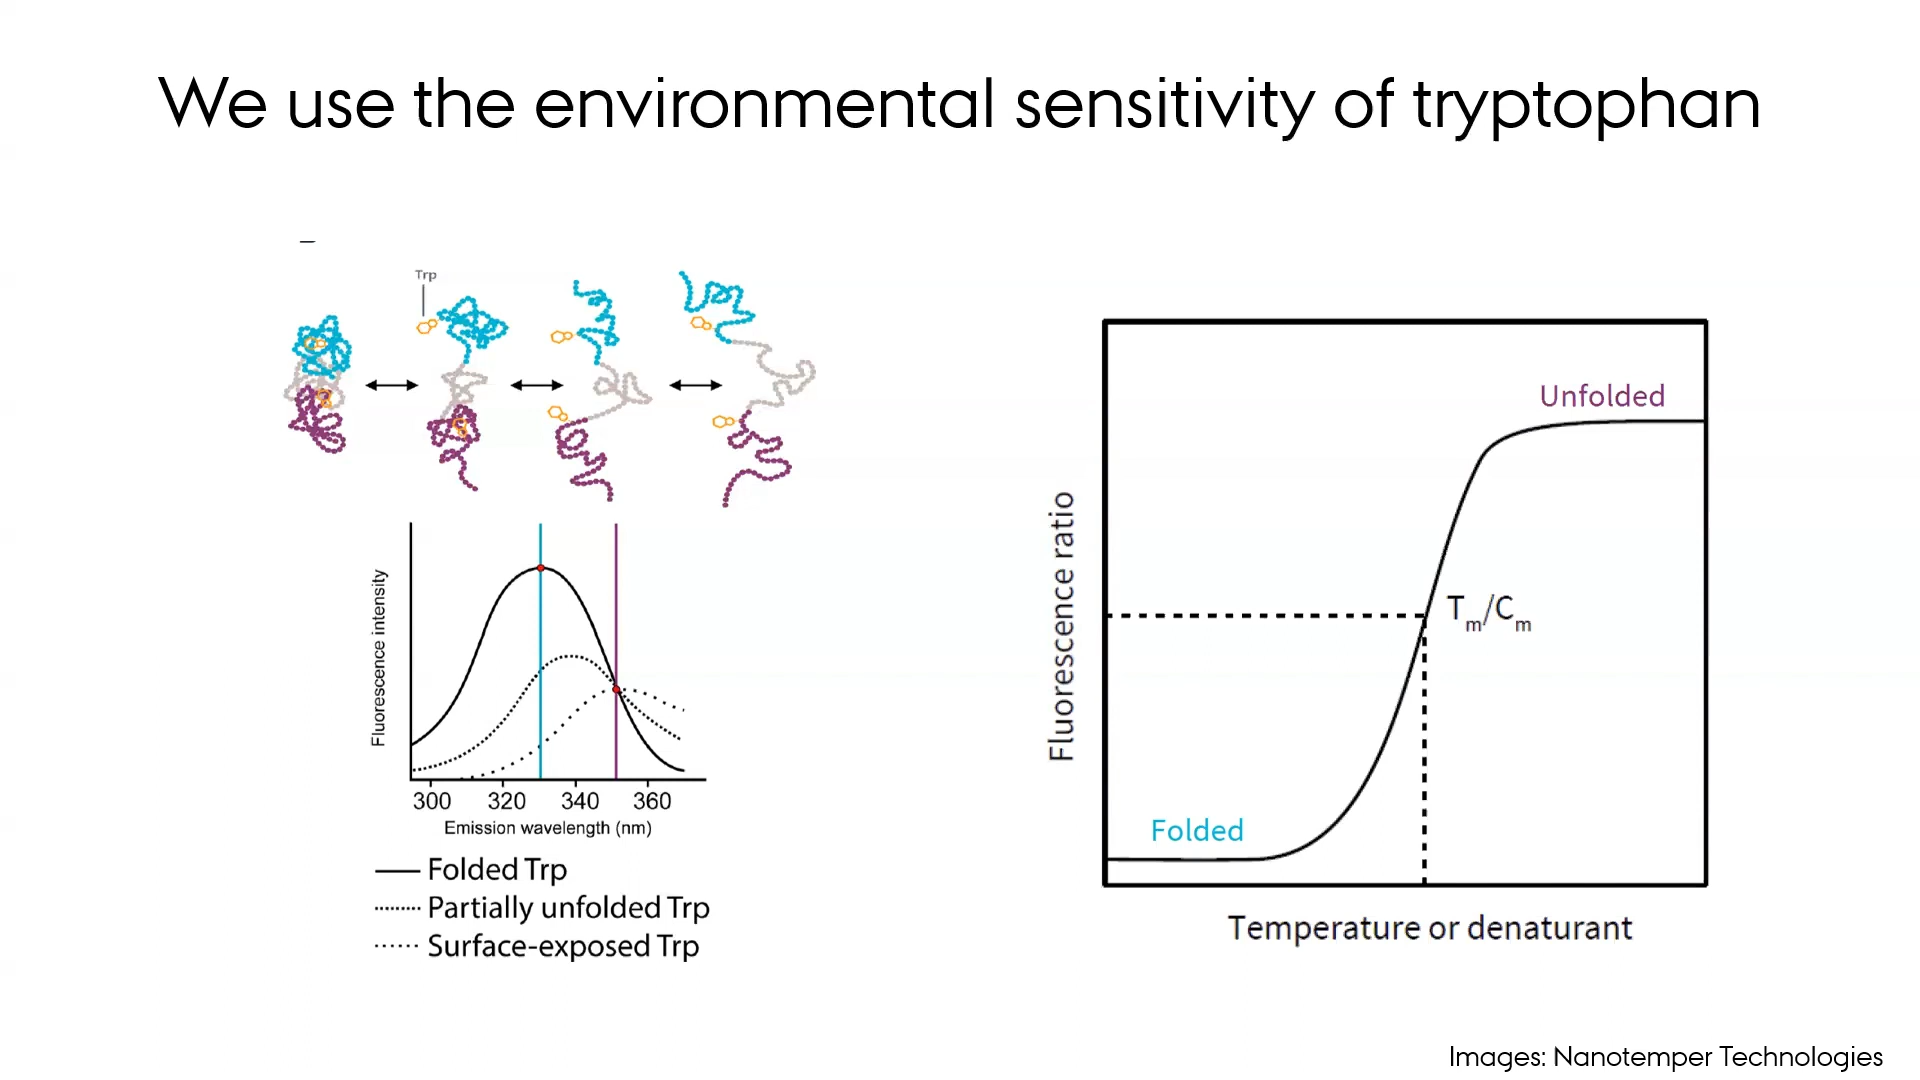 We use the environmental sensitivity of tryptophan
Trp
Fluorescence intensity
300 320 340 360
Emission wavelength (nm)
Folded Trp
Partially unfolded Trp
Surface-exposed Trp
Fluorescence ratio
Unfolded
Tm/Cm
Folded
Temperature or denaturant
Images: Nanotemper Technologies